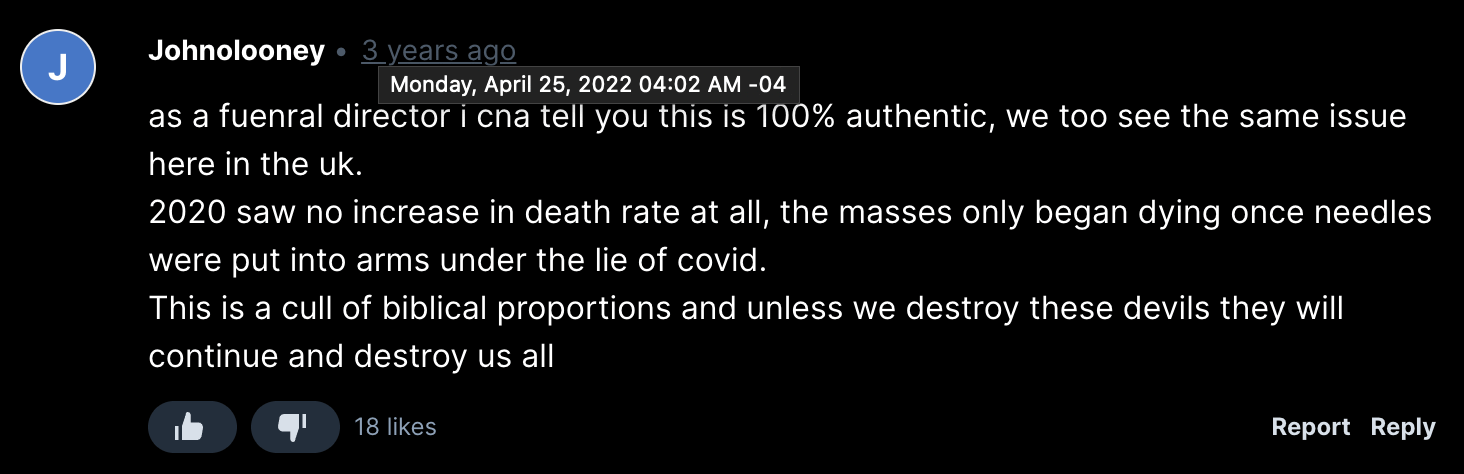 J
Johnolooney • 3 years ago
Monday, April 25, 2022 04:02 AM -04
as a fuenral director i cna tell you this is 100% authentic, we too see the same issue
here in the uk.
2020 saw no increase in death rate at all, the masses only began dying once needles
were put into arms under the lie of covid.
This is a cull of biblical proportions and unless we destroy these devils they will
continue and destroy us all
18 likes Report Reply